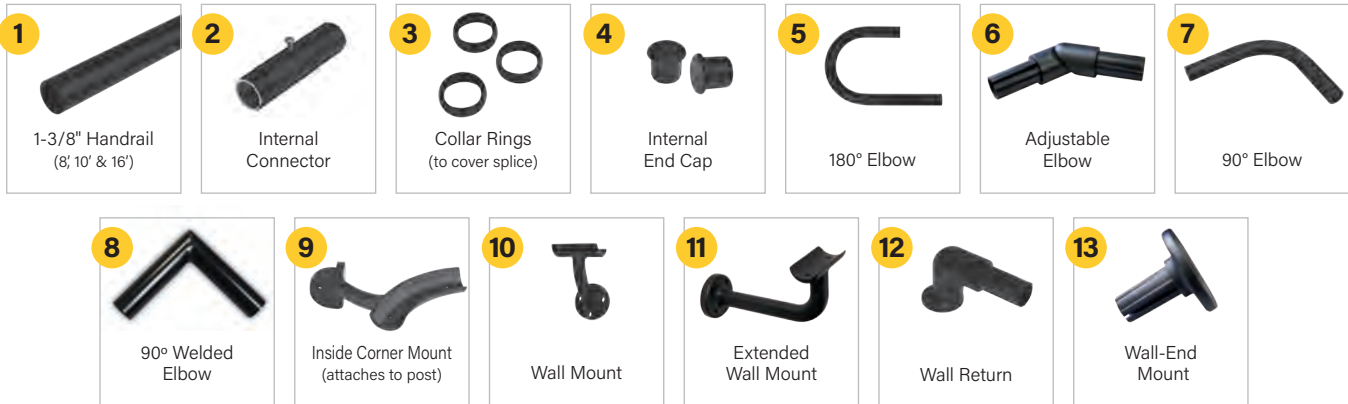 1
1-3/8" Handrail
(8', 10' & 16')
2
Internal
Connector
3
Collar Rings
(to cover splice)
4
Internal
End Cap
5
180° Elbow
6
Adjustable
Elbow
7
90° Elbow
8
90º Welded
Elbow
9
Inside Corner Mount
(attaches to post)
10
Wall Mount
11
Extended
Wall Mount
12
Wall Return
13
Wall-End
Mount